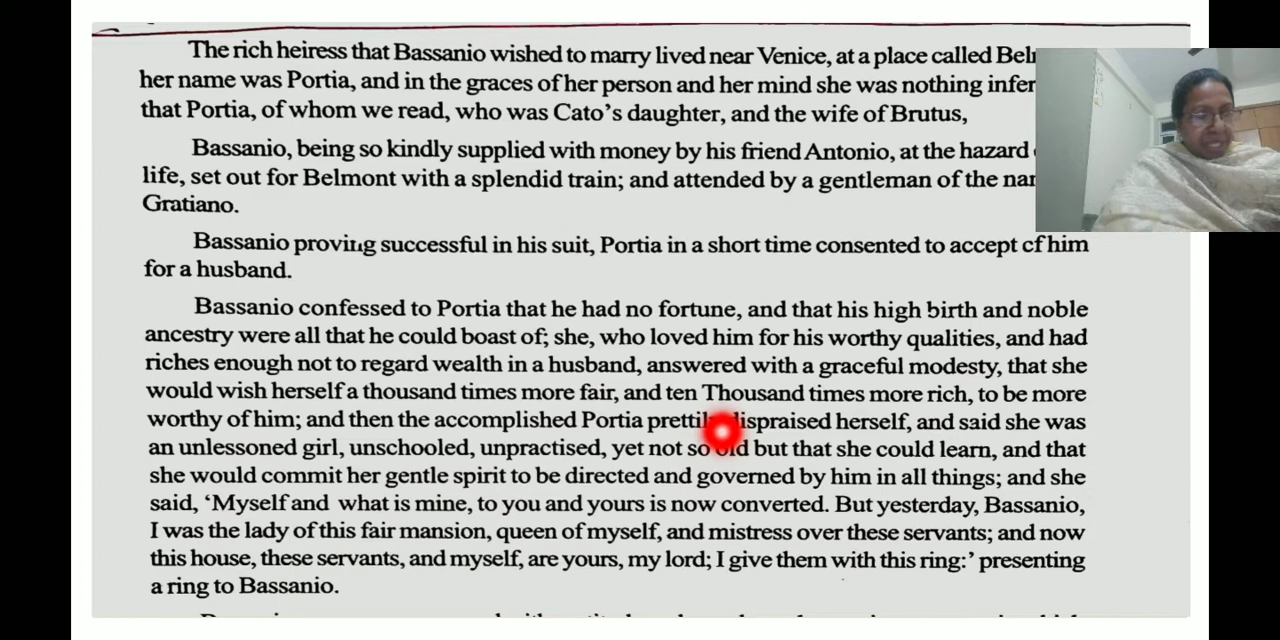 The rich heiress that Bassanio wished to marry lived near Venice, at a place called
her name was Portia, and in the graces of her person and her mind she was nothing
that Portia, of whom we read, who was Cato's daughter, and the wife of Brutus,
Bassanio, being so kindly supplied with money by his friend Antonio, at the hazard
life, set out for Belmont with a splendid train; and attended by a gentleman of the
Gratiano.
Bassanio proving successful in his suit, Portia in a short time consented to accept of him
for a husband.
Bassanio confessed to Portia that he had no fortune, and that his high birth and noble
ancestry were all that he could boast of; she, who loved him for his worthy qualities, and had
riches enough not to regard wealth in a husband, answered with a graceful modesty, that she
would wish herself a thousand times more fair, and ten Thousand times more rich, to be more
worthy of him; and then the accomplished Portia prettily dispraised herself, and said she was
an unlessoned girl, unschooled, unpractised, yet not so old but that she could learn, and that
she would commit her gentle spirit to be directed and governed by him in all things; and she
said, 'Myself and what is mine, to you and yours is now converted. But yesterday, Bassanio,
I was the lady of this fair mansion, queen of myself, and mistress over these servants; and now
this house, these servants, and myself, are yours, my lord; I give them with this ring:' presenting
a ring to Bassanio.